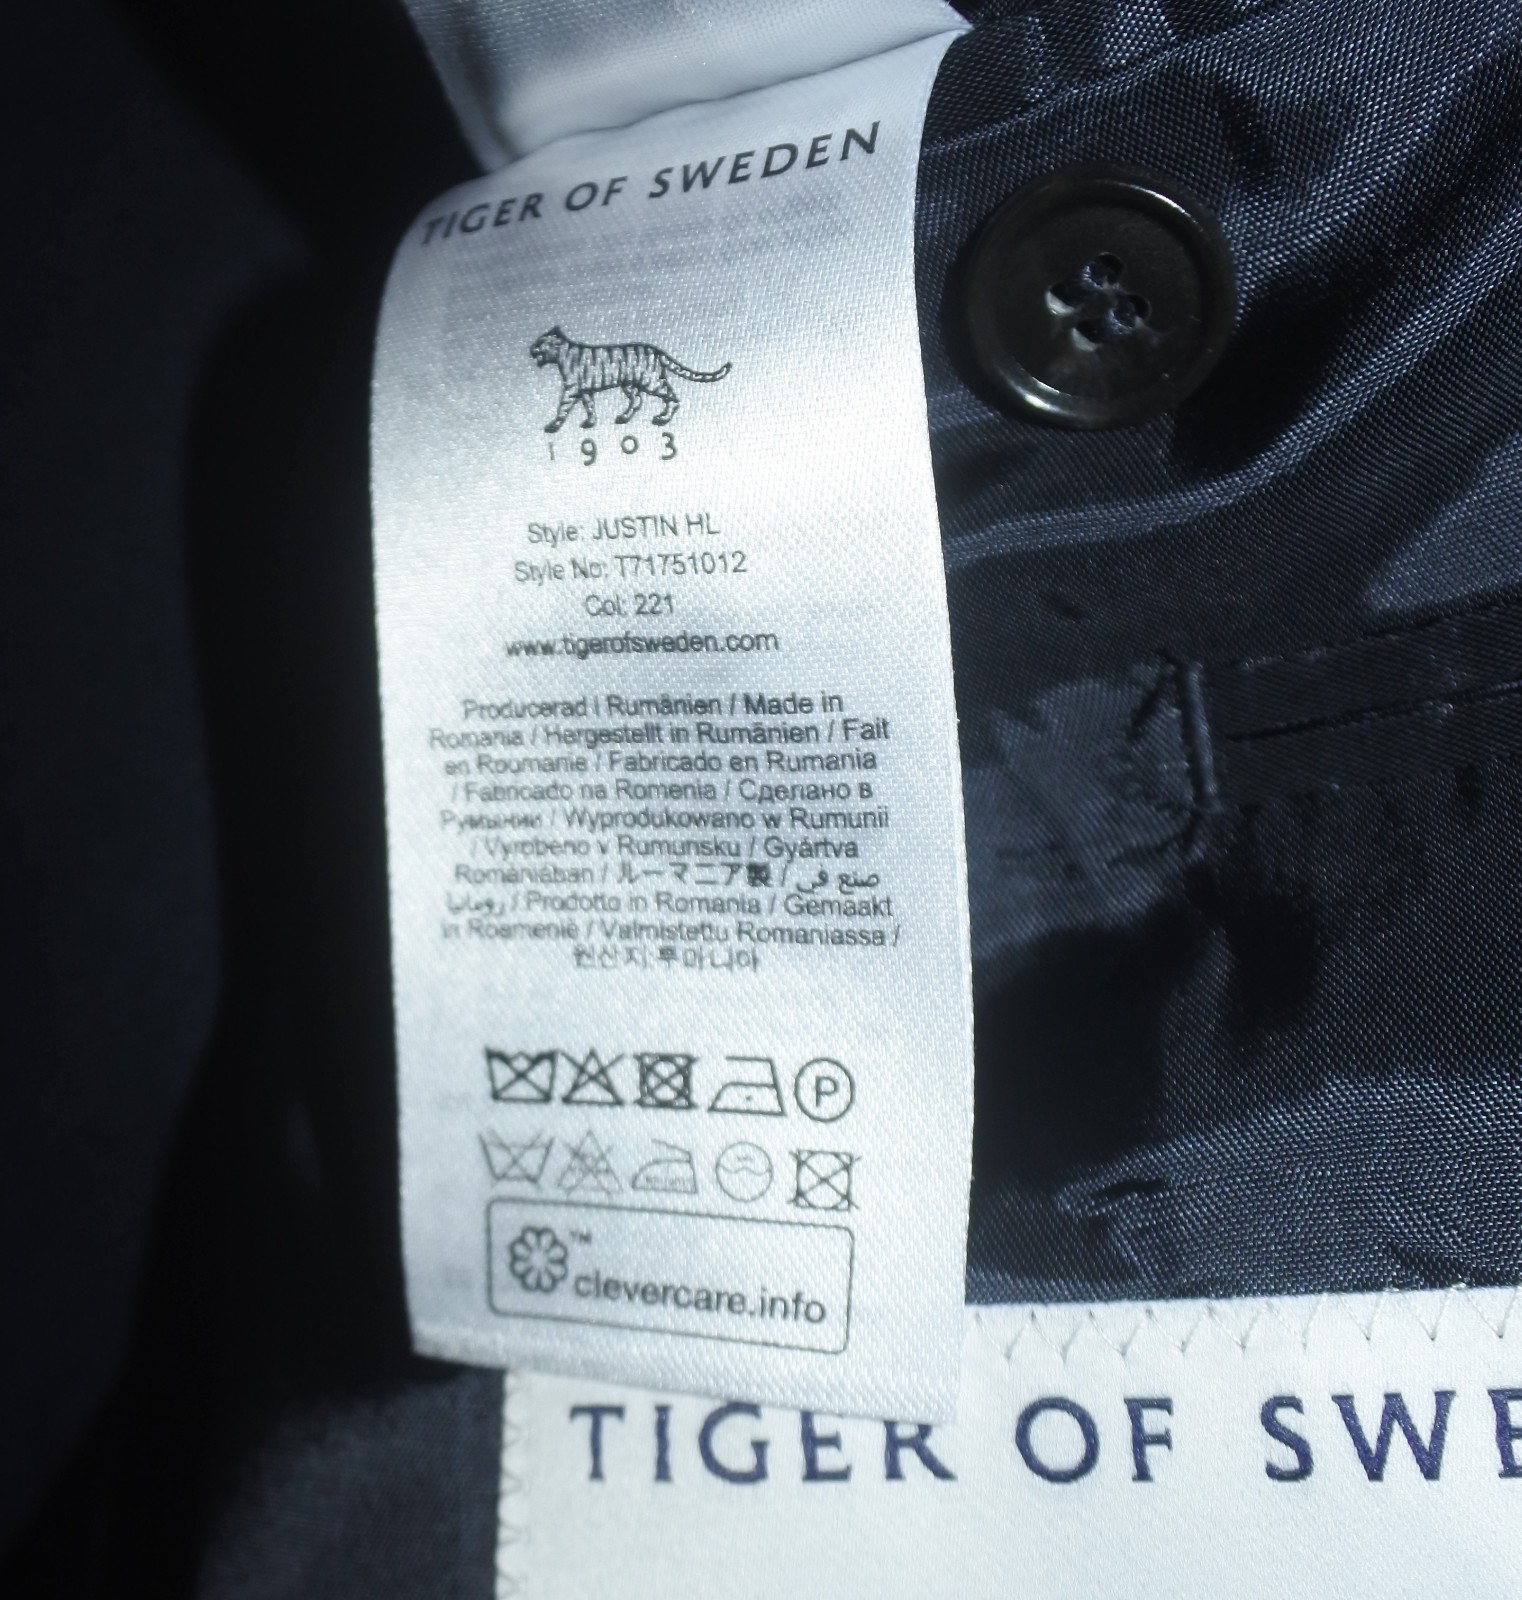 TIGER OF SWEDEN
1903
Style: JUSTIN HL
Style No: T71751012
Col: 221
www.tigerofsweden.com
Producerad i Rumänien / Made in
Romania / Hergestellt in Rumänien / Fait
en Roumanie / Fabricado en Rumania
/ Fabricado na Romenia / Сделано в
Румынии / Wyprodukowano w Rumunii
/ Vyrobeno v Rumunsku / Gyártva
Romániában / ルーマニア製 / صنع في
رومانيا / Prodotto in Romania / Gemaakt
in Roemenië / Valmistettu Romaniassa /
원산지:루마니아
P
clevercare.info
TIGER OF SWE